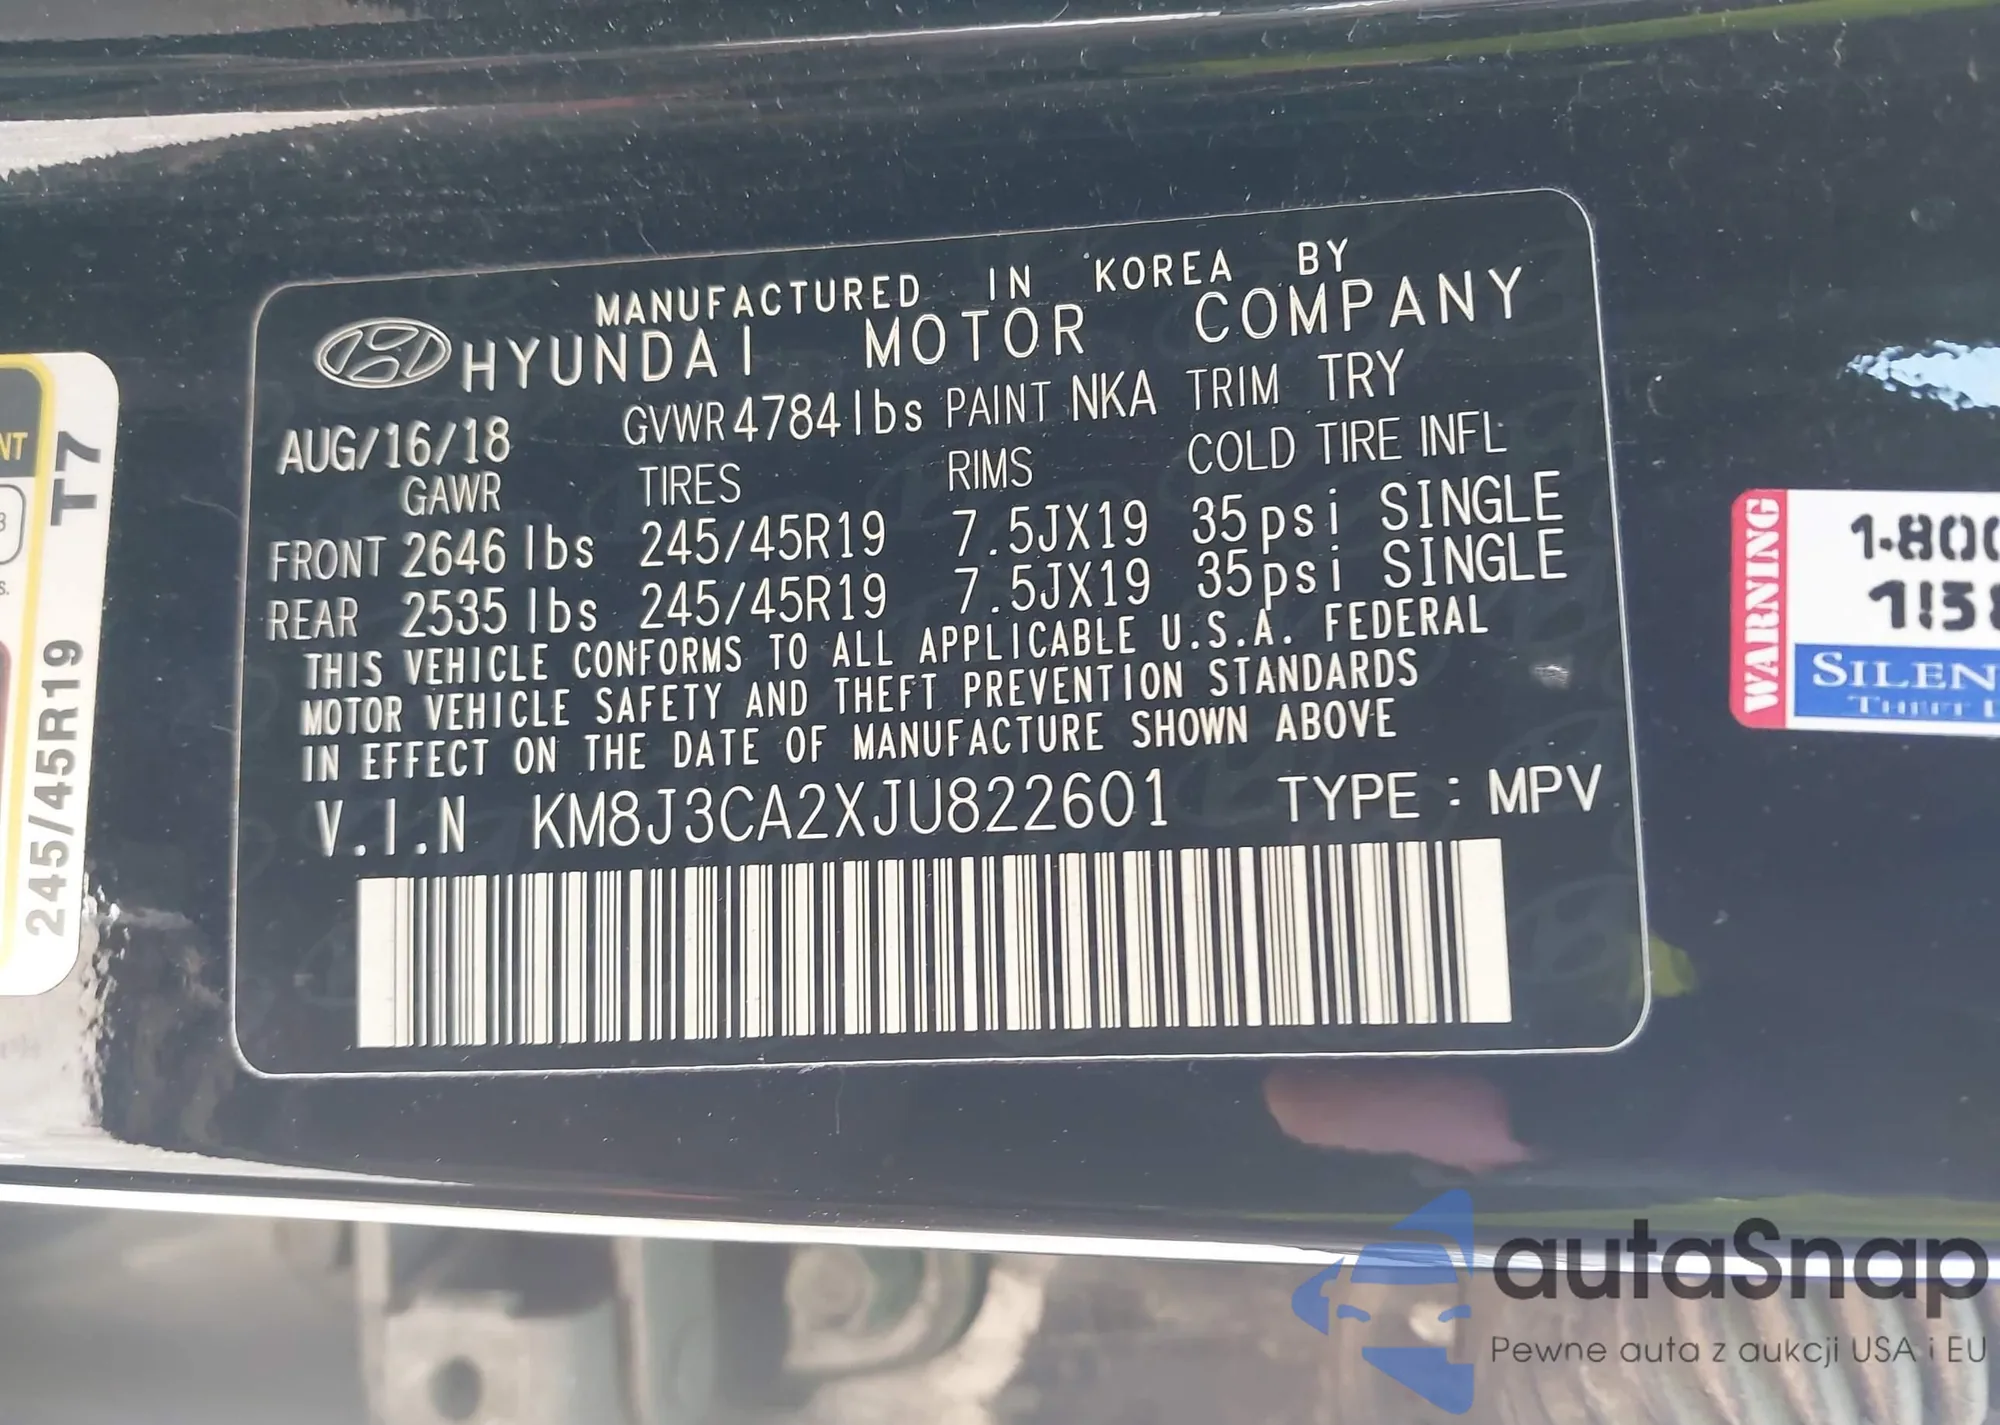 MANUFACTURED IN KOREA BY
HYUNDAI MOTOR COMPANY
AUG/16/18 GVWR 4784 lbs PAINT NKA TRIM TRY
GAWR TIRES RIMS COLD TIRE INFL
FRONT 2646 lbs 245/45R19 7.5JX19 35psi SINGLE
REAR 2535 lbs 245/45R19 7.5JX19 35psi SINGLE
THIS VEHICLE CONFORMS TO ALL APPLICABLE U.S.A. FEDERAL
MOTOR VEHICLE SAFETY AND THEFT PREVENTION STANDARDS
IN EFFECT ON THE DATE OF MANUFACTURE SHOWN ABOVE
V.I.N KM8J3CA2XJU822601 TYPE : MPV
245/45R19 T7
WARNING
1-800
SILEN
autaSnap
Pewne auta z aukcji USA i EU